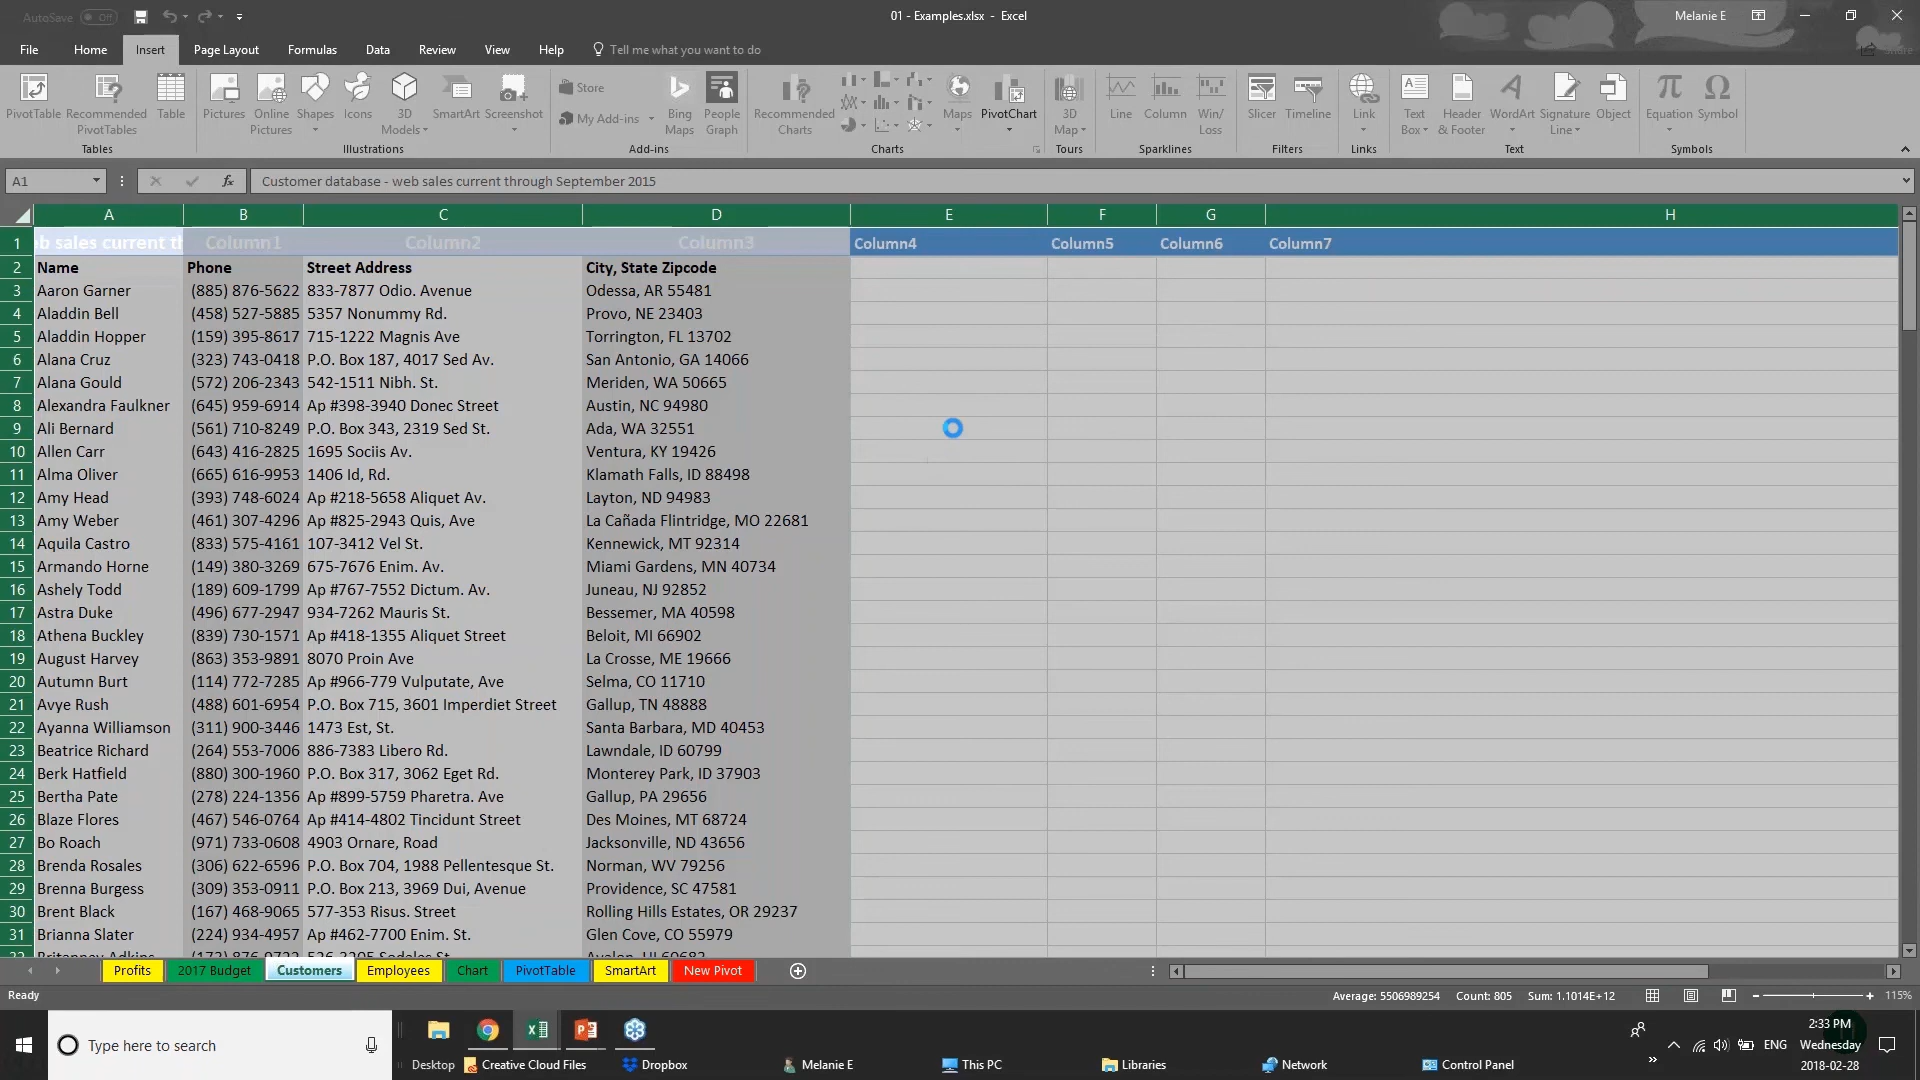 AutoSave Off
01 - Examples.xlsx - Excel
Melanie E
File Home Insert Page Layout Formulas Data Review View Help Tell me what you want to do Share
PivotTable Recommended PivotTables Table Pictures Online Pictures Shapes Icons 3D Models SmartArt Screenshot Store My Add-ins Bing Maps People Graph Recommended Charts Maps PivotChart 3D Map Line Column Win/Loss Slicer Timeline Link Text Box Header & Footer WordArt Signature Line Object Equation Symbol
Tables Illustrations Add-ins Charts Tours Sparklines Filters Links Text Symbols
A1 fx Customer database - web sales current through September 2015
A B C D E F G H
1 sales current Column1 Column2 Column3 Column4 Column5 Column6 Column7
2 Name Phone Street Address City, State Zipcode
3 Aaron Garner (885) 876-5622 833-7877 Odio. Avenue Odessa, AR 55481
4 Aladdin Bell (458) 527-5885 5357 Nonummy Rd. Provo, NE 23403
5 Aladdin Hopper (159) 395-8617 715-1222 Magnis Ave Torrington, FL 13702
6 Alana Cruz (323) 743-0418 P.O. Box 187, 4017 Sed Av. San Antonio, GA 14066
7 Alana Gould (572) 206-2343 542-1511 Nibh. St. Meriden, WA 50665
8 Alexandra Faulkner (645) 959-6914 Ap #398-3940 Donec Street Austin, NC 94980
9 Ali Bernard (561) 710-8249 P.O. Box 343, 2319 Sed St. Ada, WA 32551
10 Allen Carr (643) 416-2825 1695 Sociis Av. Ventura, KY 19426
11 Alma Oliver (665) 616-9953 1406 Id, Rd. Klamath Falls, ID 88498
12 Amy Head (393) 748-6024 Ap #218-5658 Aliquet Av. Layton, ND 94983
13 Amy Weber (461) 307-4296 Ap #825-2943 Quis, Ave La Cañada Flintridge, MO 22681
14 Aquila Castro (833) 575-4161 107-3412 Vel St. Kennewick, MT 92314
15 Armando Horne (149) 380-3269 675-7676 Enim. Av. Miami Gardens, MN 40734
16 Ashely Todd (189) 609-1799 Ap #767-7552 Dictum. Av. Juneau, NJ 92852
17 Astra Duke (496) 677-2947 934-7262 Mauris St. Bessemer, MA 40598
18 Athena Buckley (839) 730-1571 Ap #418-1355 Aliquet Street Beloit, MI 66902
19 August Harvey (863) 353-9891 8070 Proin Ave La Crosse, ME 19666
20 Autumn Burt (114) 772-7285 Ap #966-779 Vulputate, Ave Selma, CO 11710
21 Avye Rush (488) 601-6954 P.O. Box 715, 3601 Imperdiet Street Gallup, TN 48888
22 Ayanna Williamson (311) 900-3446 1473 Est, St. Santa Barbara, MD 40453
23 Beatrice Richard (264) 553-7006 886-7383 Libero Rd. Lawndale, ID 60799
24 Berk Hatfield (880) 300-1960 P.O. Box 317, 3062 Eget Rd. Monterey Park, ID 37903
25 Bertha Pate (278) 224-1356 Ap #899-5759 Pharetra. Ave Gallup, PA 29656
26 Blaze Flores (467) 546-0764 Ap #414-4802 Tincidunt Street Des Moines, MT 68724
27 Bo Roach (971) 733-0608 4903 Ornare, Road Jacksonville, ND 43656
28 Brenda Rosales (306) 622-6596 P.O. Box 704, 1988 Pellentesque St. Norman, WV 79256
29 Brenna Burgess (309) 353-0911 P.O. Box 213, 3969 Dui, Avenue Providence, SC 47581
30 Brent Black (167) 468-9065 577-353 Risus. Street Rolling Hills Estates, OR 29237
31 Brianna Slater (224) 934-4957 Ap #462-7700 Enim. St. Glen Cove, CO 55979
Profits 2017 Budget Customers Employees Chart PivotTable SmartArt New Pivot
Ready Average: 5506989254 Count: 805 Sum: 1.1014E+12 115%
Type here to search
Desktop Creative Cloud Files Dropbox Melanie E This PC Libraries Network Control Panel
ENG
2:33 PM
Wednesday
2018-02-28